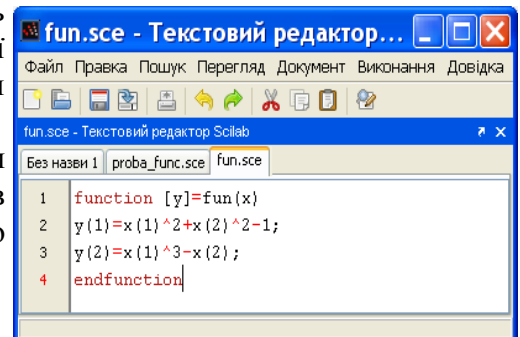 fun.sce - Текстовий редактор...
Файл Правка Пошук Перегляд Документ Виконання Довідка
fun.sce - Текстовий редактор Scilab
Без назви 1 proba_func.sce fun.sce
1 function [y]=fun(x)
2 y(1)=x(1)^2+x(2)^2-1;
3 y(2)=x(1)^3-x(2);
4 endfunction